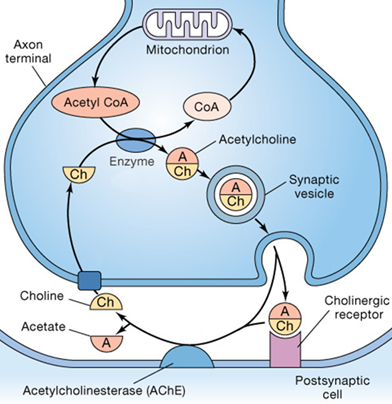 Axon
terminal
Mitochondrion
Acetyl CoA
CoA
Acetylcholine
Enzyme
A
Ch
Ch
Synaptic
vesicle
A
Ch
Choline
Ch
Cholinergic
receptor
A
Ch
Acetate
A
Postsynaptic
cell
Acetylcholinesterase (AChE)